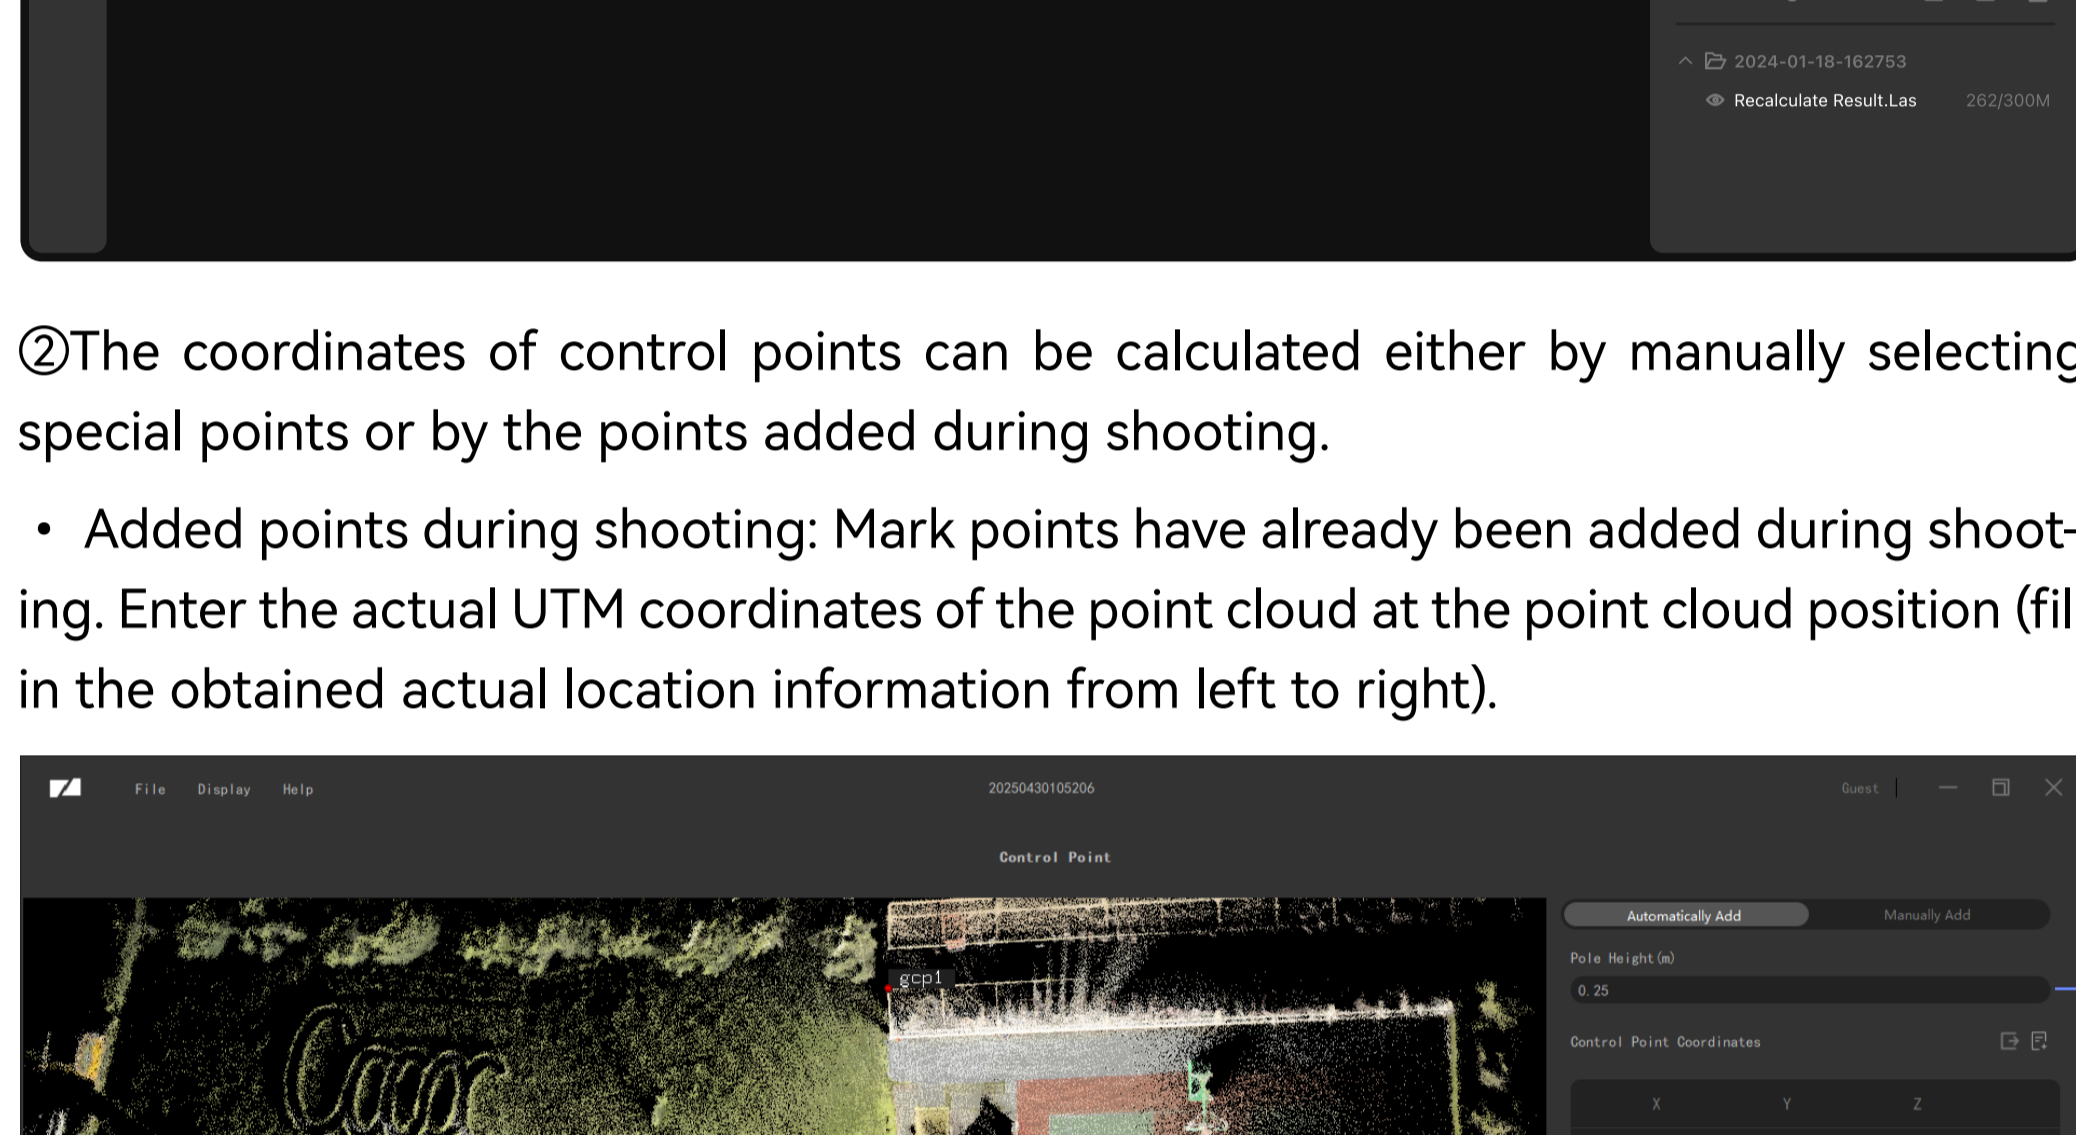 2024-01-18-162753
Recalculate Result.Las 262/300M
②The coordinates of control points can be calculated either by manually selecting
special points or by the points added during shooting.
• Added points during shooting: Mark points have already been added during shoot-
ing. Enter the actual UTM coordinates of the point cloud at the point cloud position (fil
in the obtained actual location information from left to right).
File Display Help 20250430105206 Guest
Control Point
Automatically Add Manually Add
Pole Height(m)
gcp1
0.25
Control Point Coordinates
X Y Z